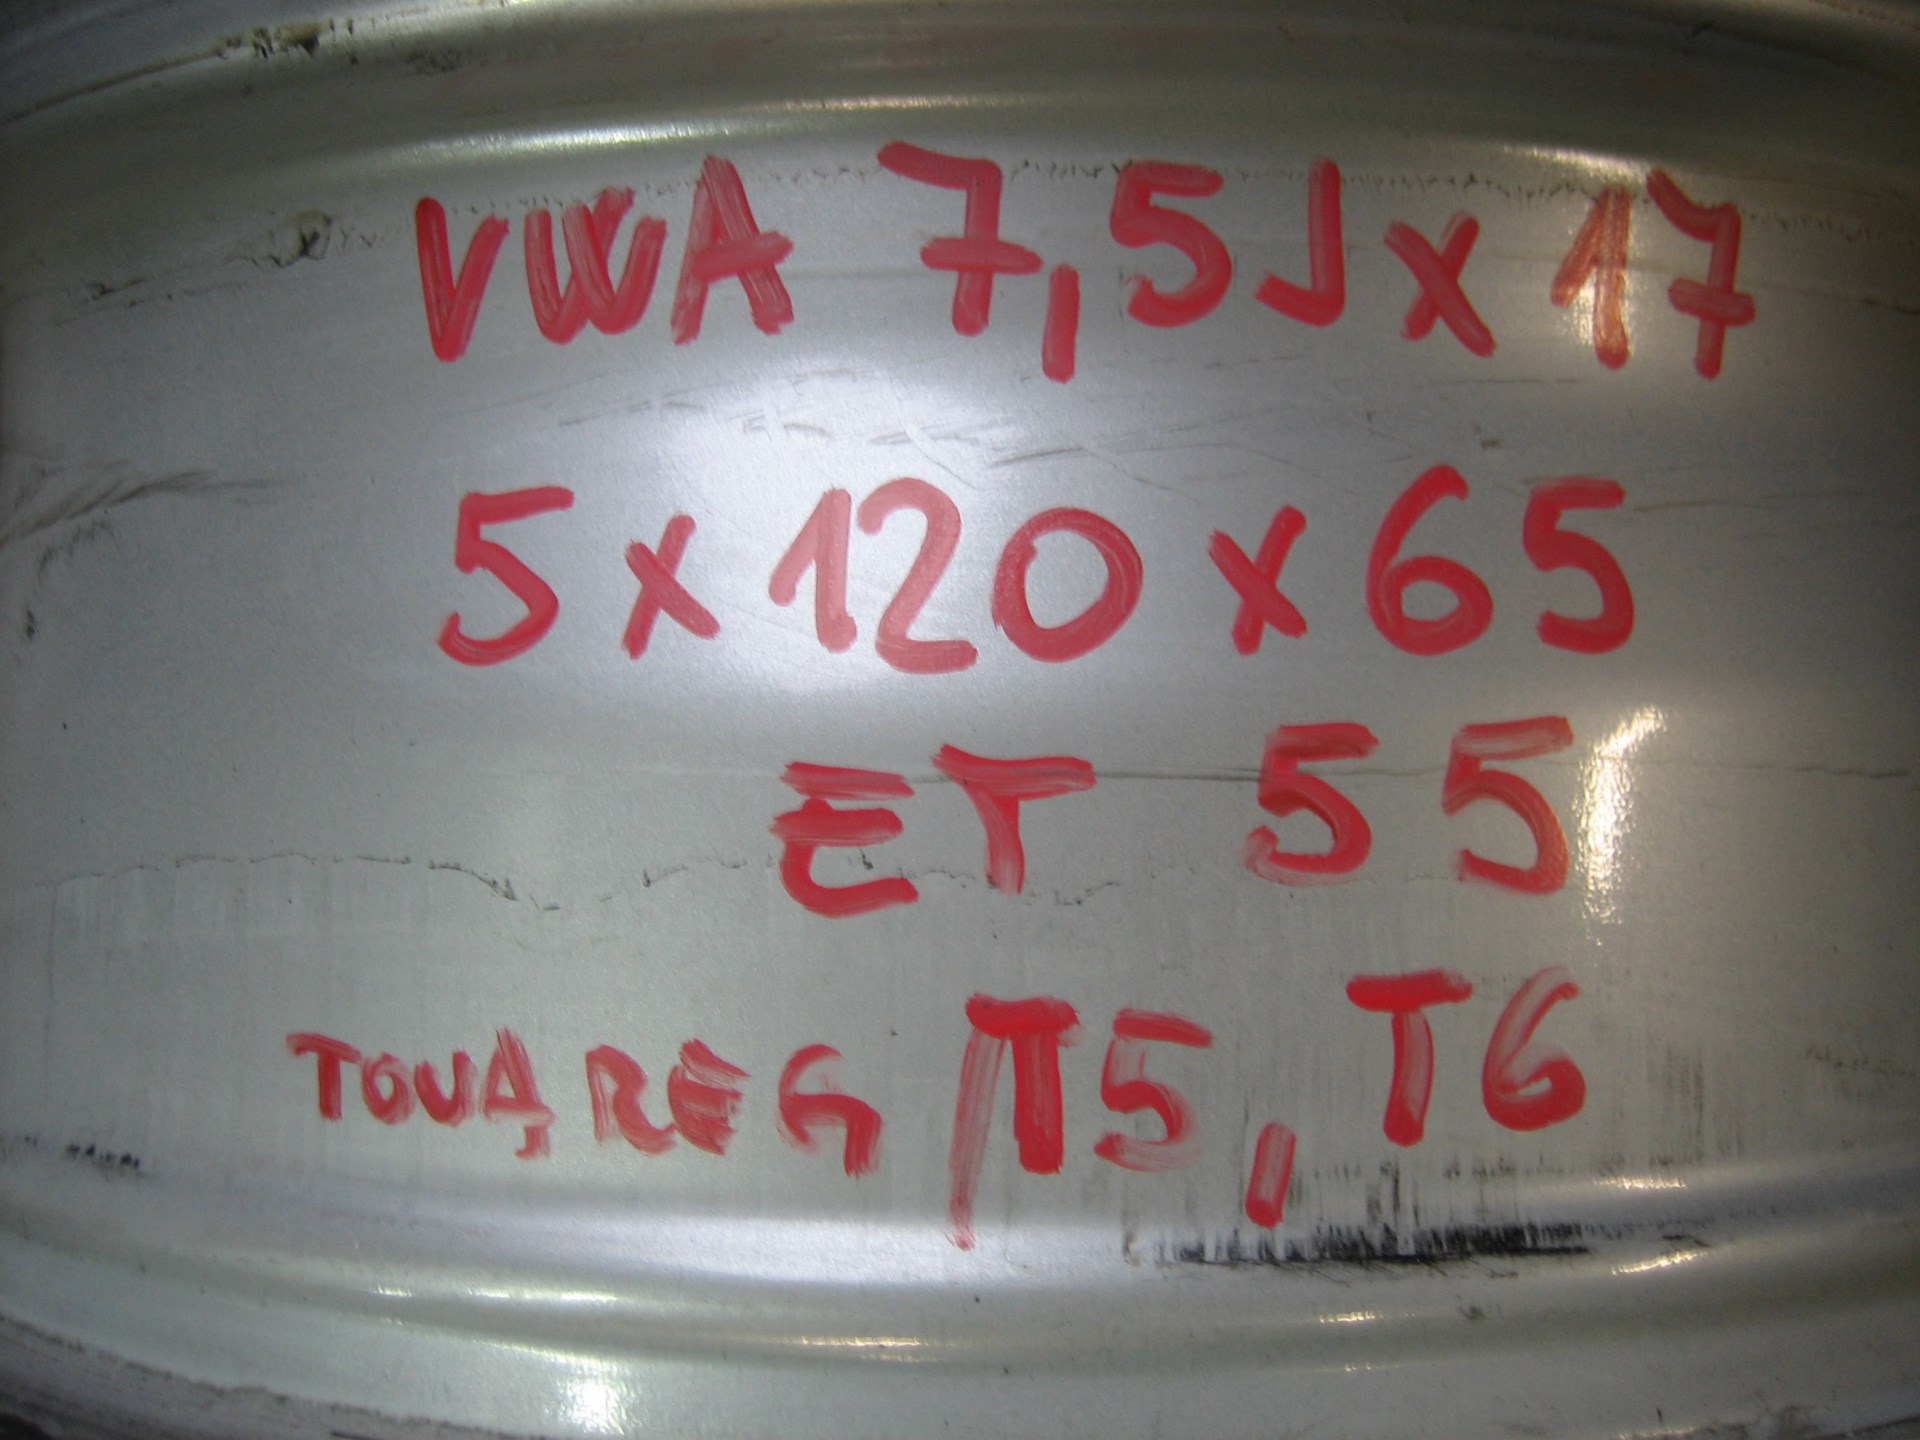 VWA 7,5J x 17
5 x 120 x 65
ET 55
TOUAREG /T5, T6